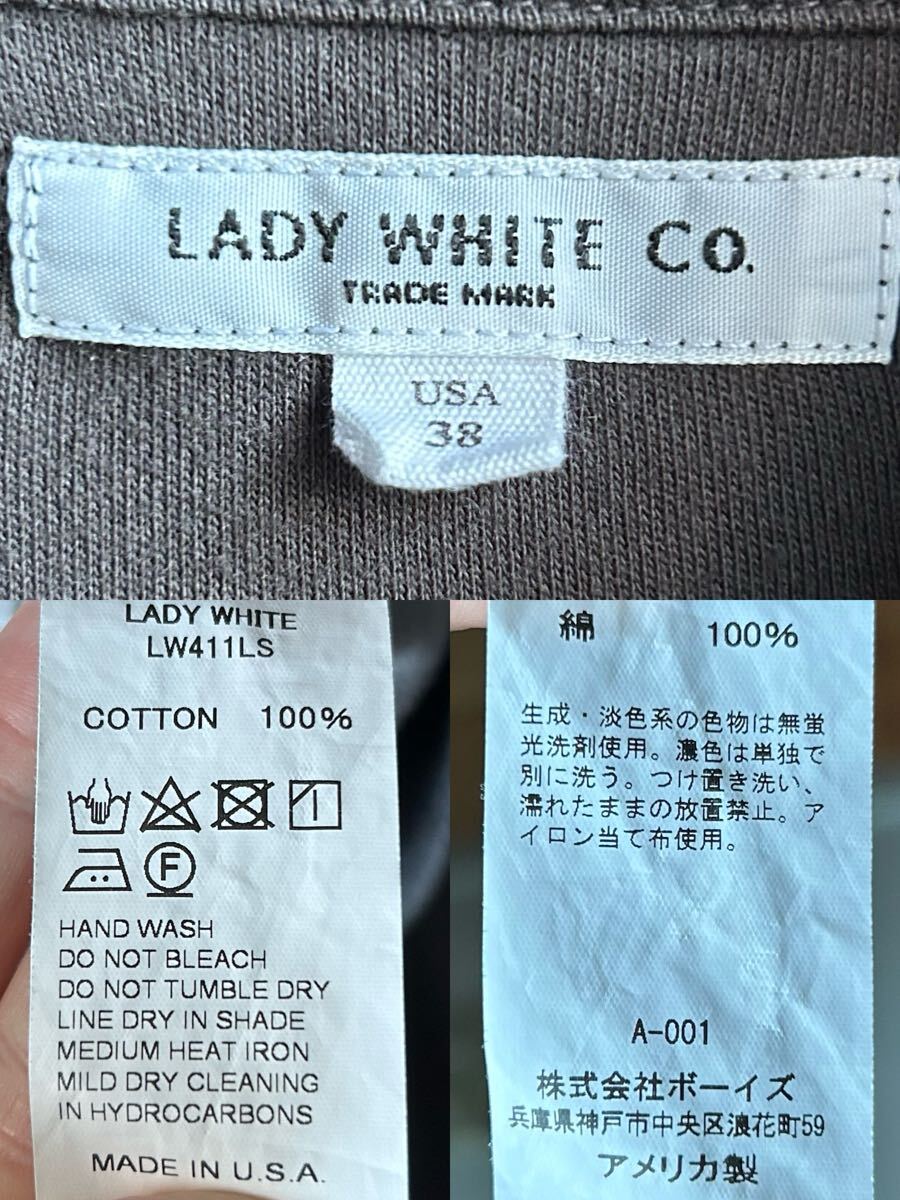 LADY WHITE CO.
TRADE MARK
USA
38
LADY WHITE
LW411LS
COTTON 100%
F
HAND WASH
DO NOT BLEACH
DO NOT TUMBLE DRY
LINE DRY IN SHADE
MEDIUM HEAT IRON
MILD DRY CLEANING
IN HYDROCARBONS
MADE IN U.S.A.
綿 100%
生成・淡色系の色物は無蛍
光洗剤使用。濃色は単独で
別に洗う。つけ置き洗い、
濡れたままの放置禁止。ア
イロン当て布使用。
A-001
株式会社ボーイズ
兵庫県神戸市中央区浪花町59
アメリカ製